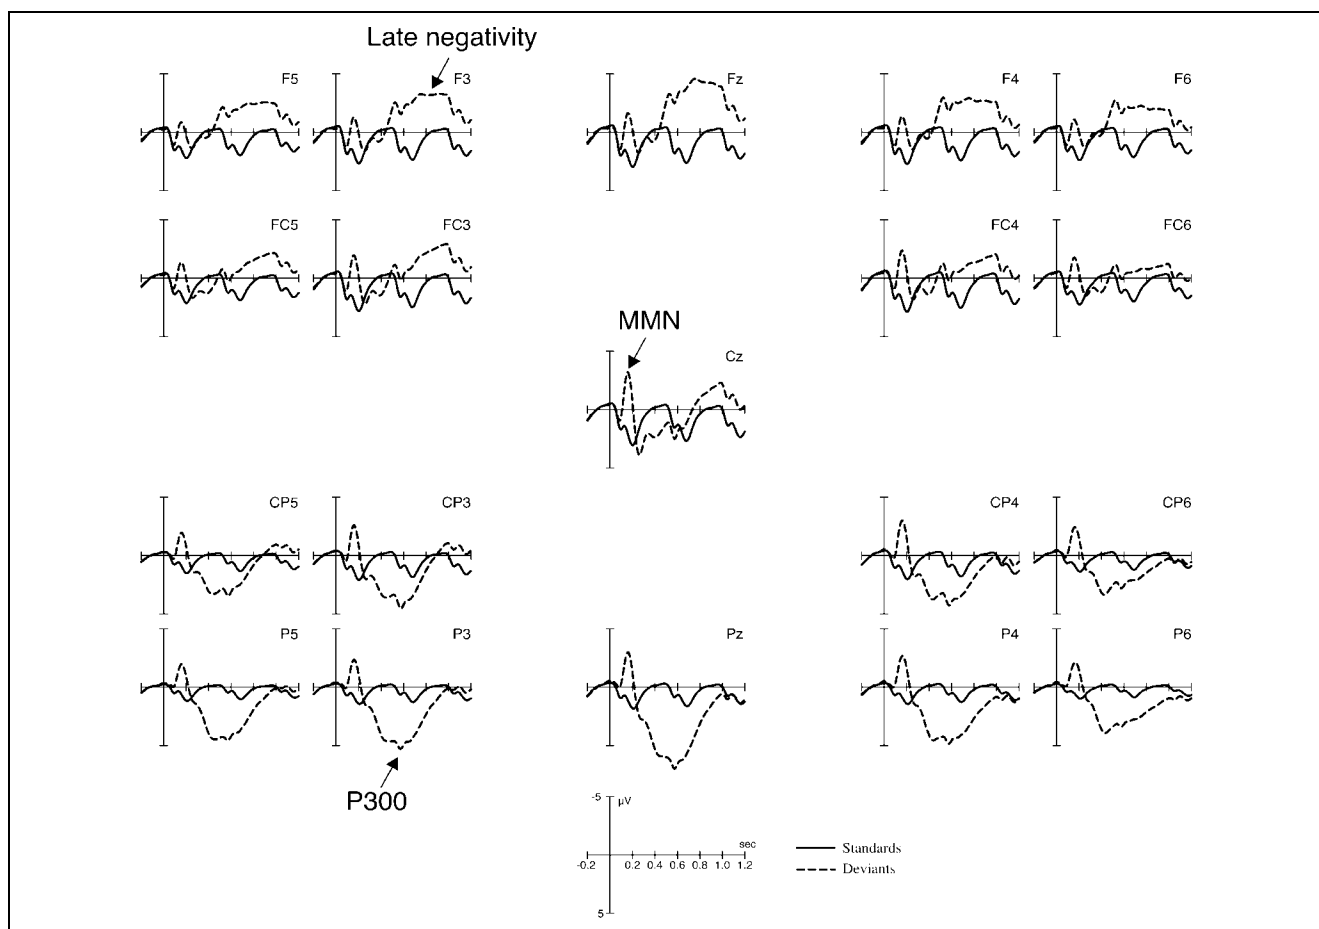 Late negativity
F5
F3
Fz
F4
F6
FC5
FC3
FC4
FC6
MMN
Cz
CP5
CP3
CP4
CP6
P5
P3
Pz
P4
P6
P300
-5
µV
sec
-0.2 0.2 0.4 0.6 0.8 1.0 1.2
5
Standards
Deviants